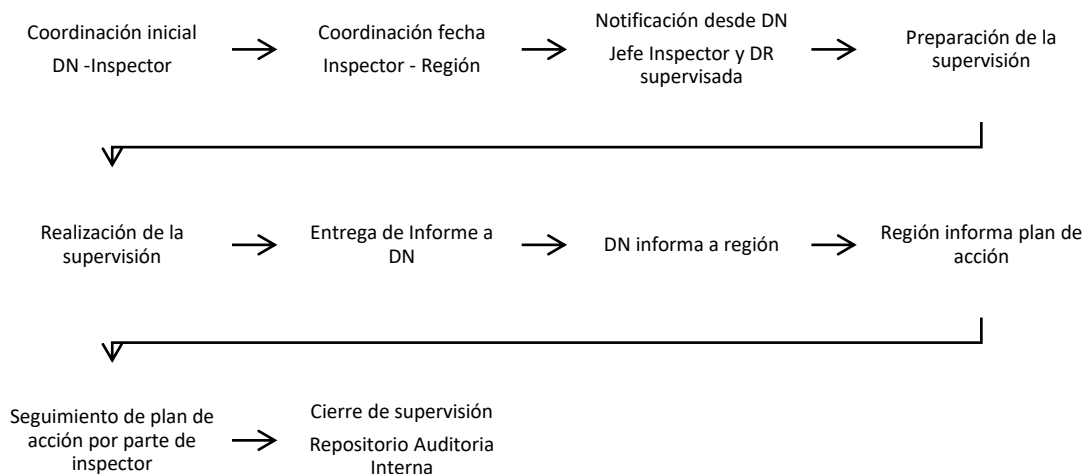 Coordinación inicial
DN -Inspector
Coordinación fecha
Inspector - Región
Notificación desde DN
Jefe Inspector y DR
supervisada
Preparación de la
supervisión
Realización de la
supervisión
Entrega de Informe a
DN
DN informa a región
Región informa plan de
acción
Seguimiento de plan de
acción por parte de
inspector
Cierre de supervisión
Repositorio Auditoria
Interna